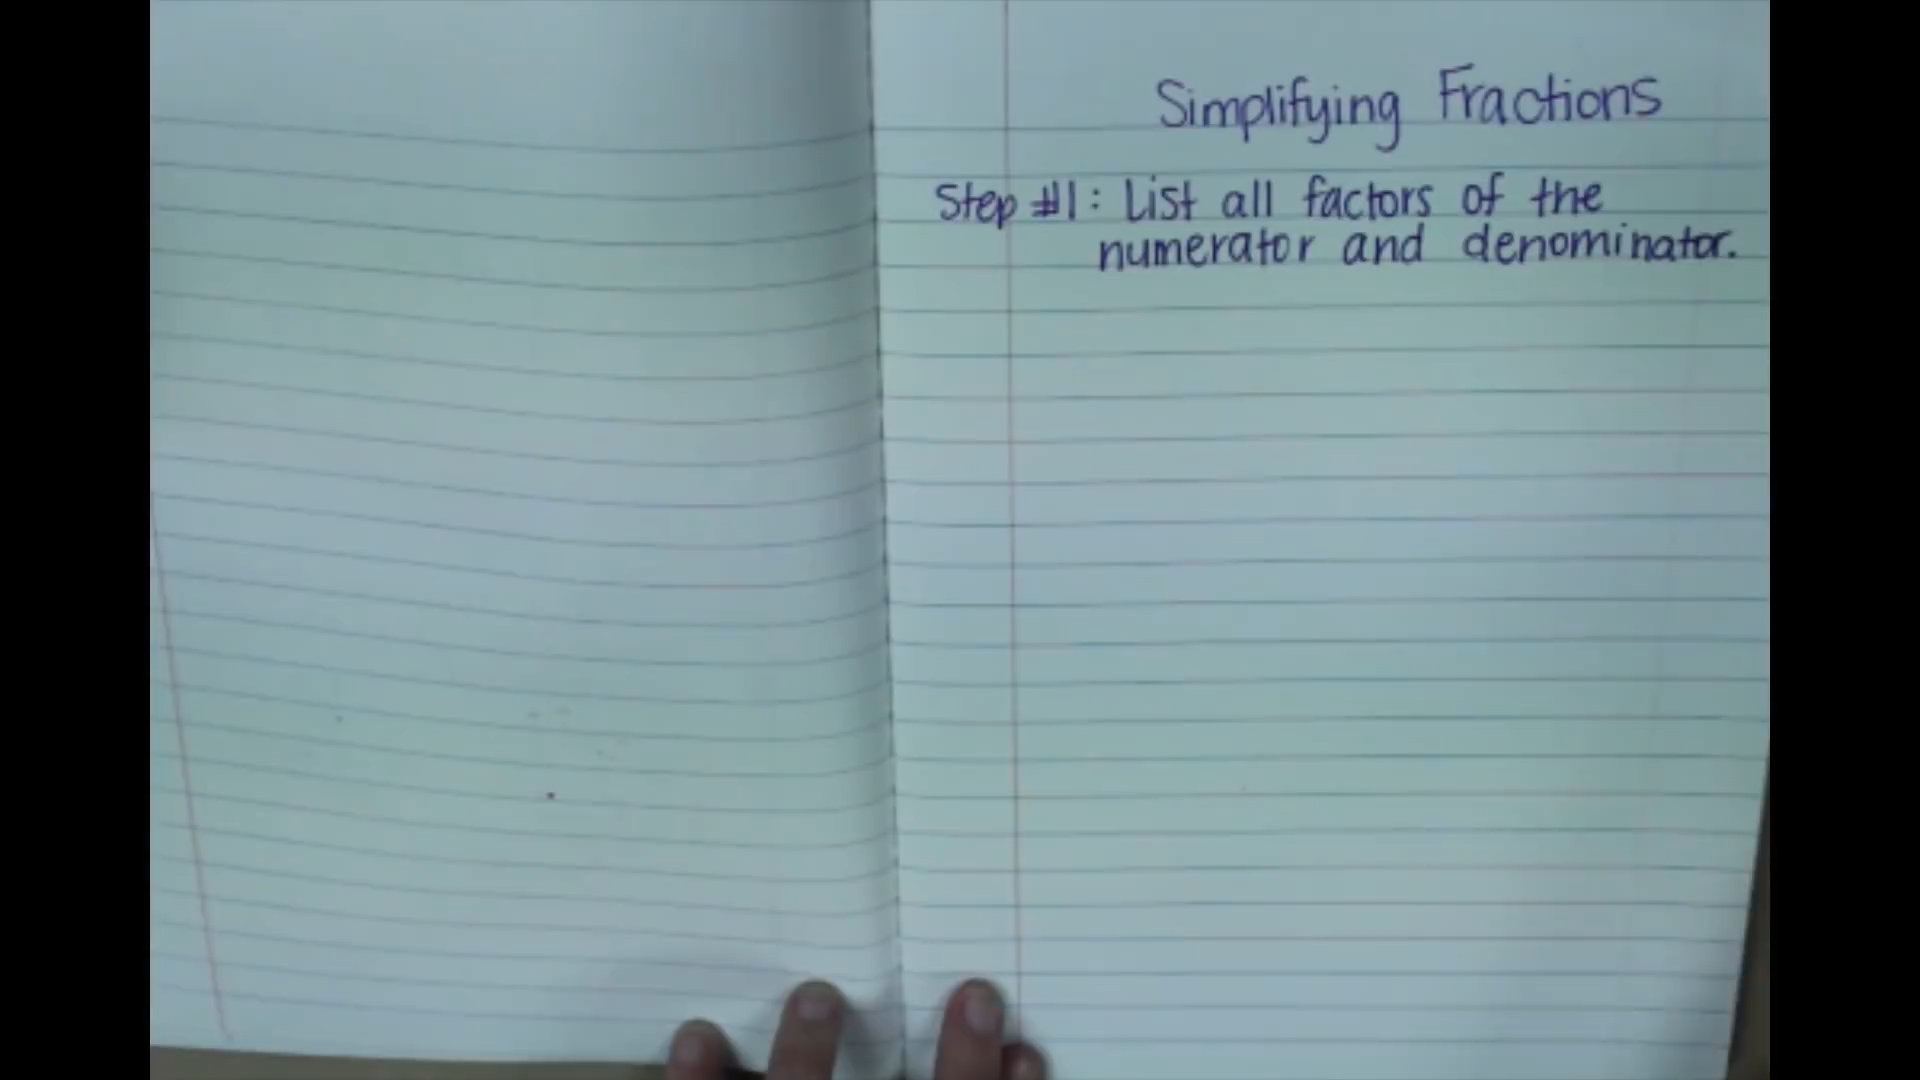 Simplifying Fractions
Step #1: List all factors of the
numerator and denominator.